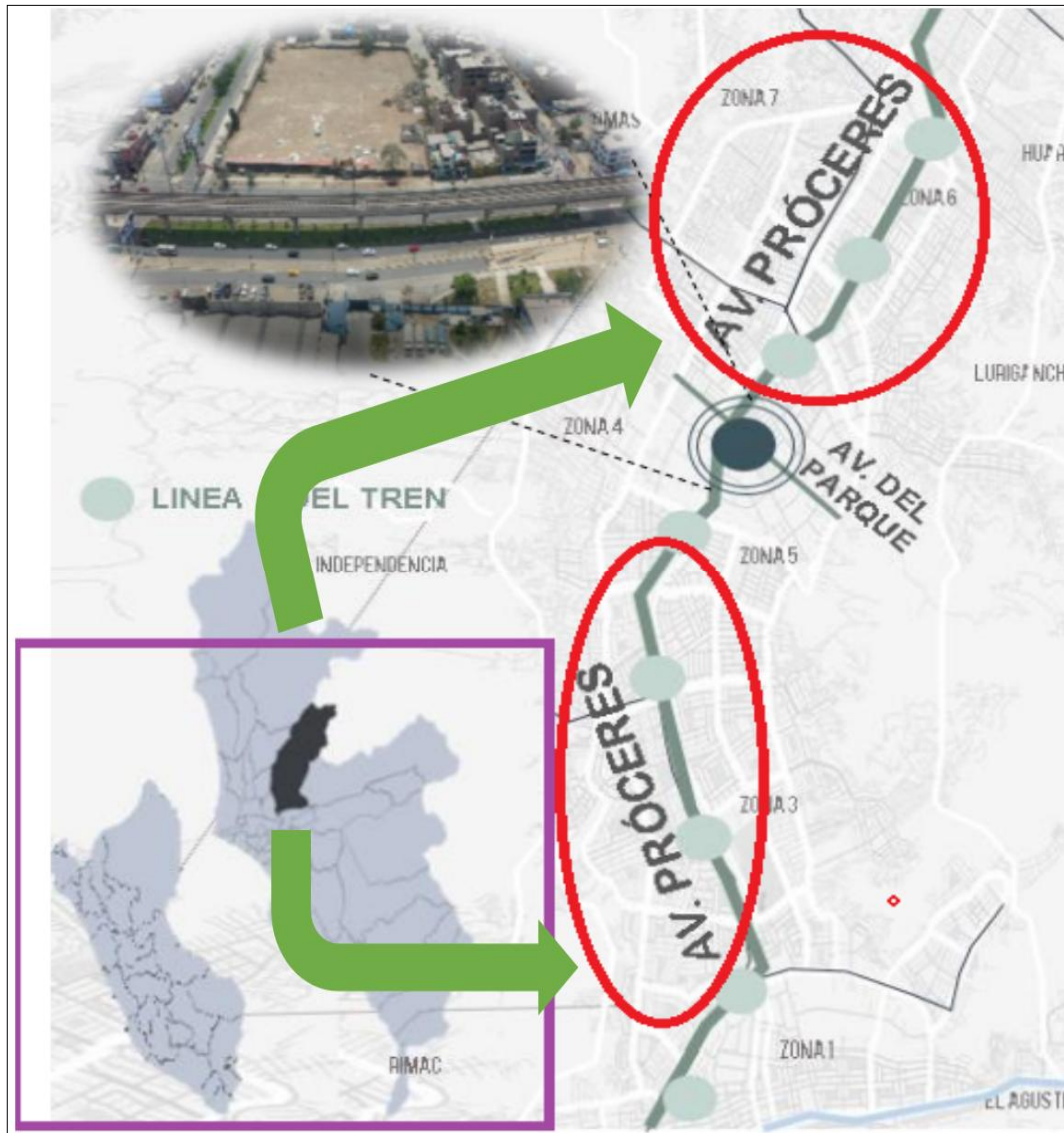 ZONA 7
AV. PRÓCERES
ZONA 6
ZONA 4
AV. DEL
PARQUE
LINEA
DEL TREN
INDEPENDENCIA
ZONA 5
AV. PRÓCERES
ZONA 3
ZONA 1
RIMAC